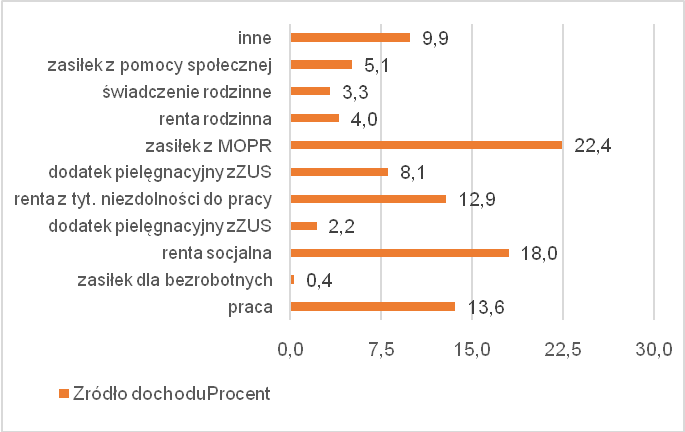 inne 9,9
zasiłek z pomocy społecznej 5,1
świadczenie rodzinne 3,3
renta rodzinna 4,0
zasiłek z MOPR 22,4
dodatek pielęgnacyjny zZUS 8,1
renta z tyt. niezdolności do pracy 12,9
dodatek pielęgnacyjny zZUS 2,2
renta socjalna 18,0
zasiłek dla bezrobotnych 0,4
praca 13,6
0,0 7,5 15,0 22,5 30,0
Zródło dochoduProcent